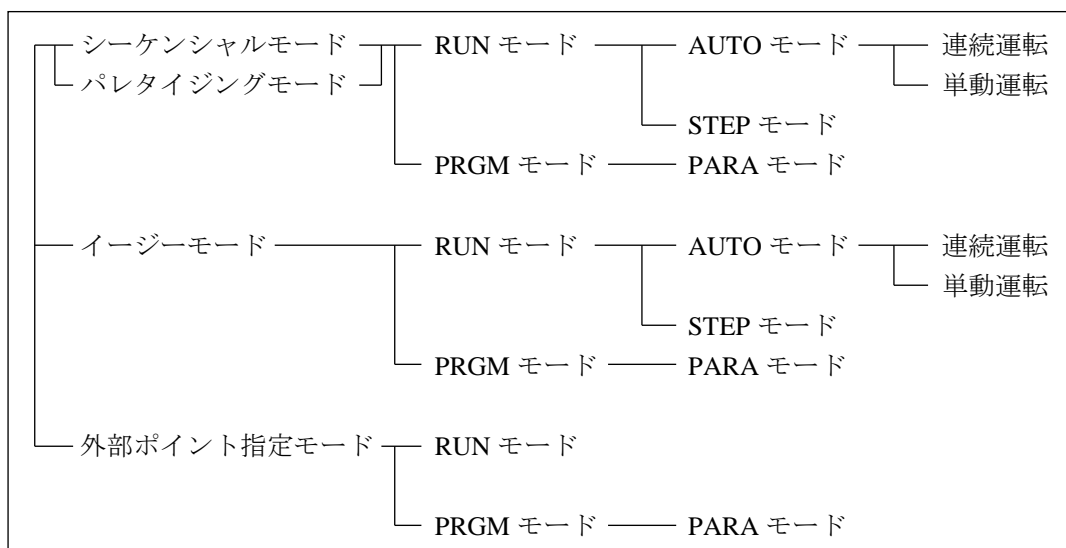 シーケンシャルモード RUN モード AUTO モード 連続運転
パレタイジングモード 単動運転
STEP モード
PRGM モード PARA モード
イージーモード RUN モード AUTO モード 連続運転
単動運転
STEP モード
PRGM モード PARA モード
外部ポイント指定モード RUN モード
PRGM モード PARA モード